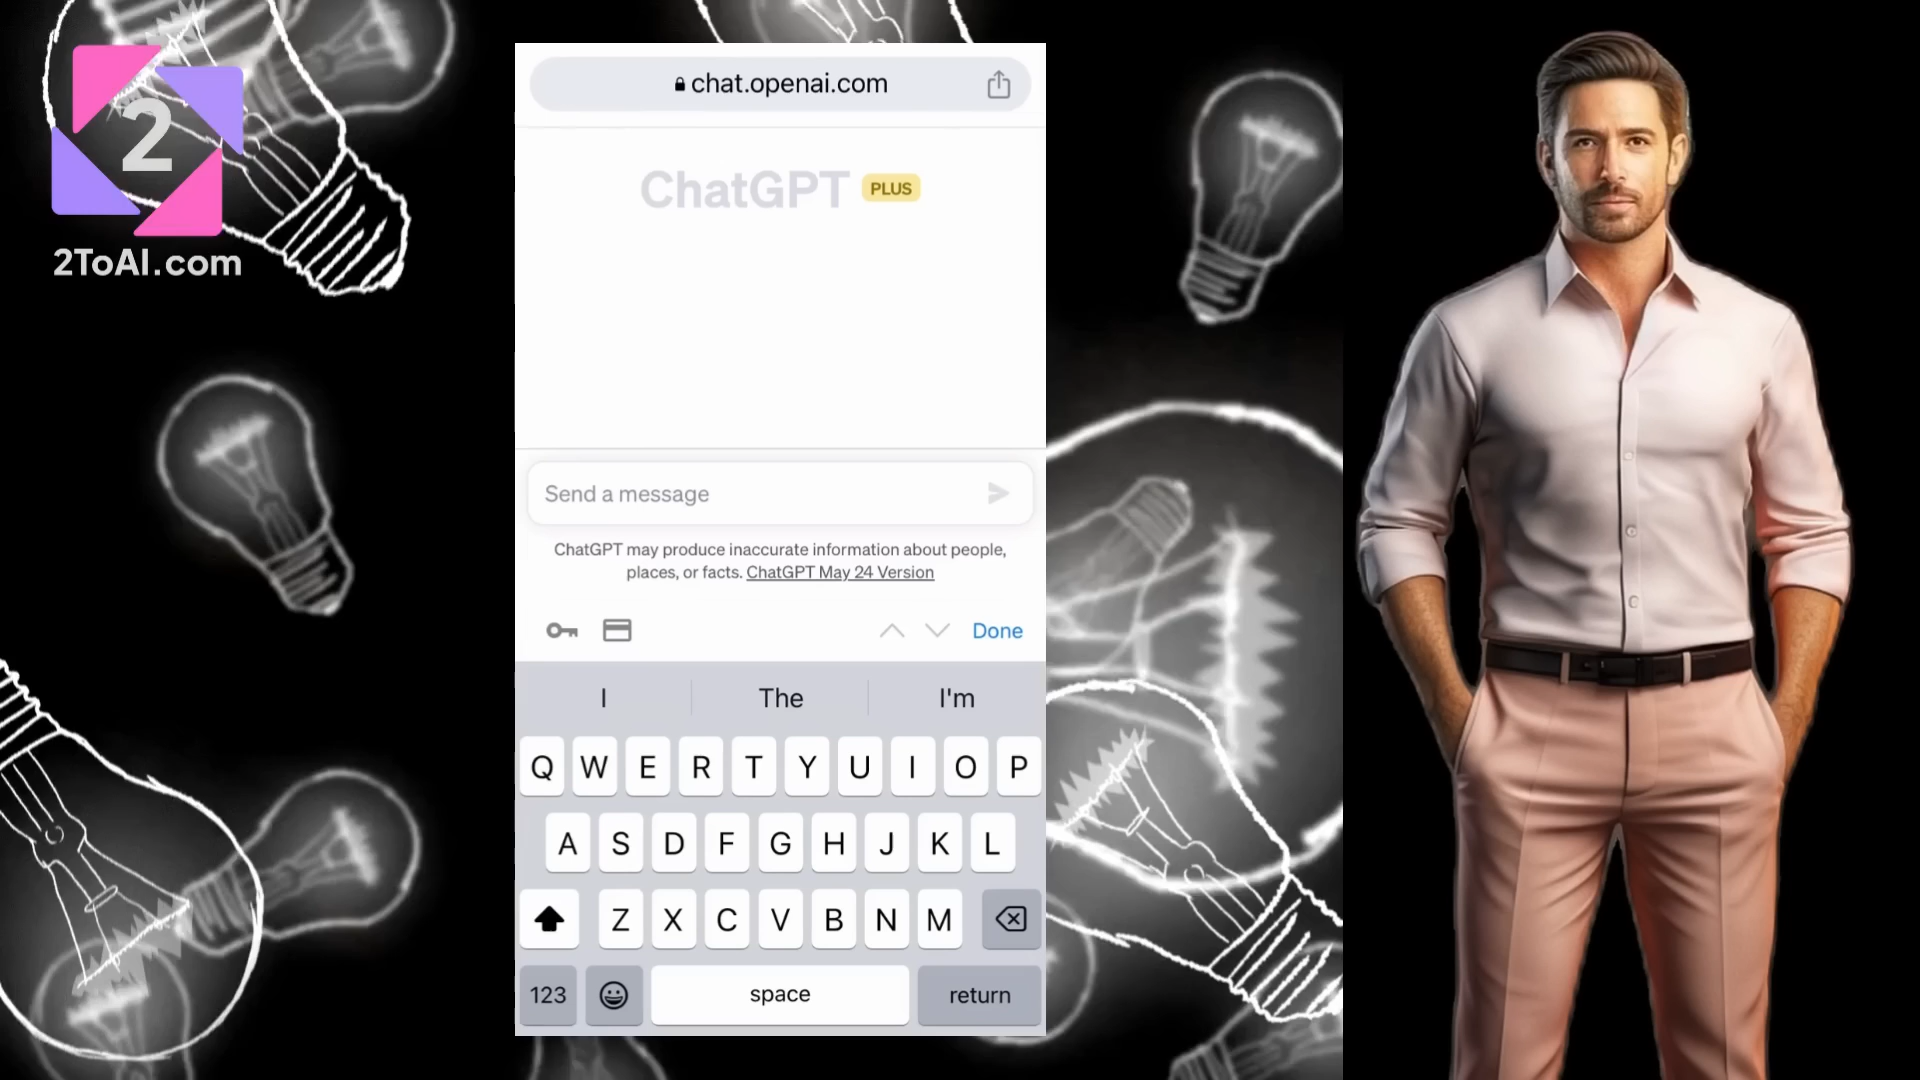 2
2ToAI.com
chat.openai.com
ChatGPT PLUS
Send a message
ChatGPT may produce inaccurate information about people,
places, or facts. ChatGPT May 24 Version
Done
I The I'm
Q W E R T Y U I O P
A S D F G H J K L
Z X C V B N M
123 space return